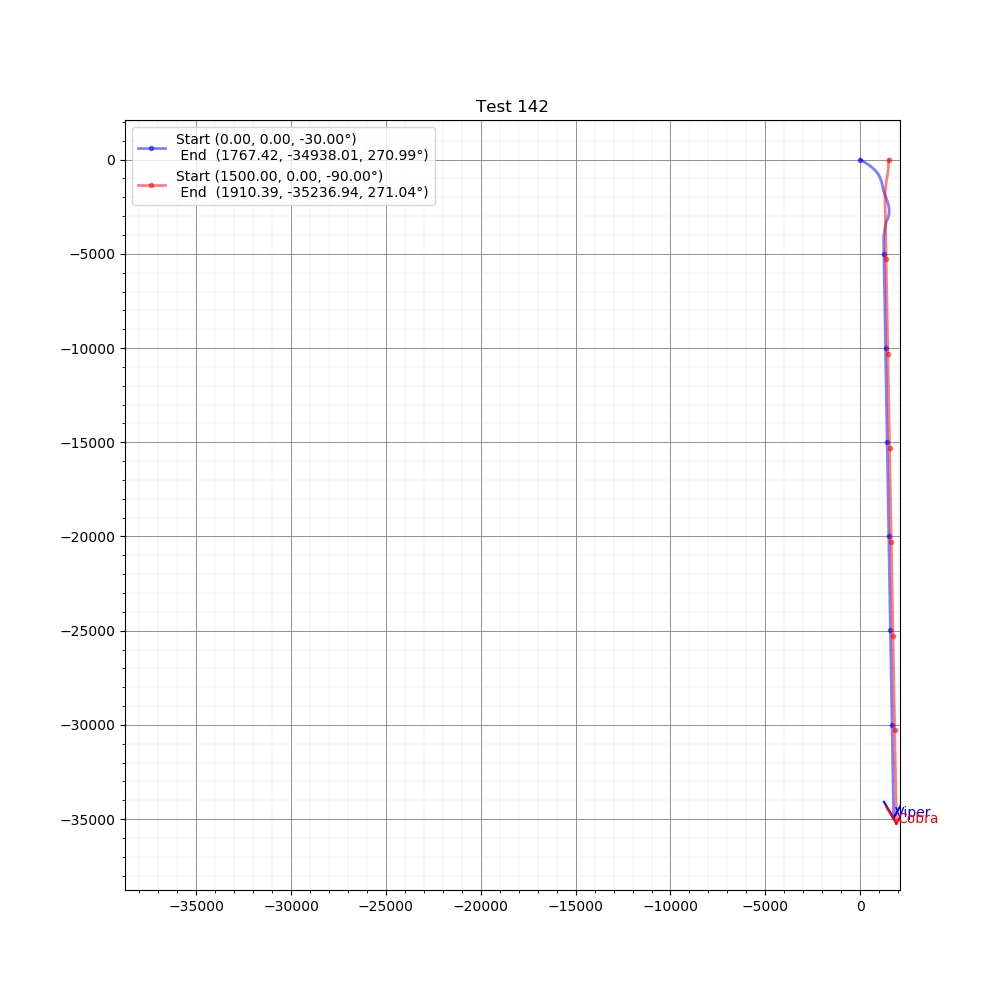 Test 142
Start (0.00, 0.00, -30.00°)
End  (1767.42, -34938.01, 270.99°)
Start (1500.00, 0.00, -90.00°)
End  (1910.39, -35236.94, 271.04°)
0
−5000
−10000
−15000
−20000
−25000
−30000
−35000
Viper
Cobra
−35000 −30000 −25000 −20000 −15000 −10000 −5000 0